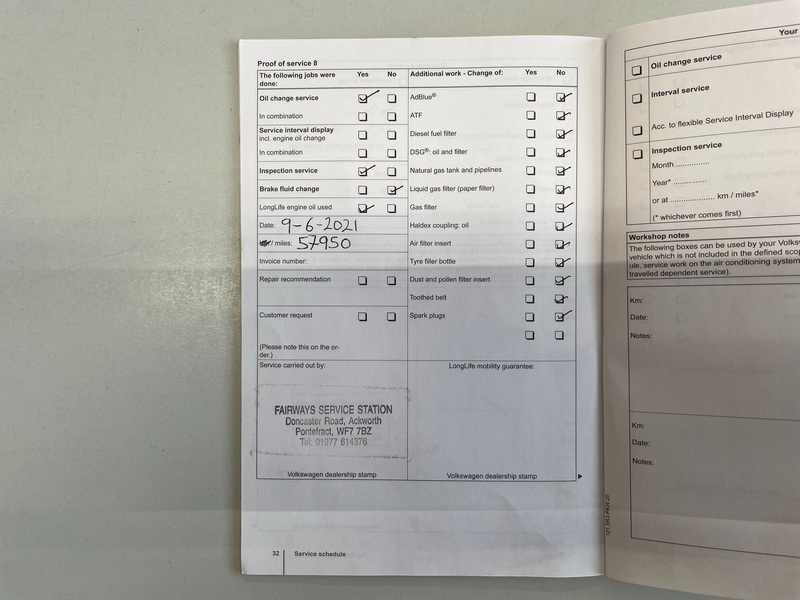 Proof of service 8
The following jobs were done: Yes No
Oil change service
In combination
Service interval display
incl. engine oil change
In combination
Inspection service
Brake fluid change
LongLife engine oil used
Date: 9-6-2021
/ miles: 57950
Invoice number:
Repair recommendation
Customer request
(Please note this on the or-
der.)
Service carried out by:
FAIRWAYS SERVICE STATION
Doncaster Road, Ackworth
Pontefract, WF7 7BZ
Tel: 01977 614376
Volkswagen dealership stamp
Additional work - Change of: Yes No
AdBlue®
ATF
Diesel fuel filter
DSG®: oil and filter
Natural gas tank and pipelines
Liquid gas filter (paper filter)
Gas filter
Haldex coupling: oil
Air filter insert
Tyre filler bottle
Dust and pollen filter insert
Toothed belt
Spark plugs
LongLife mobility guarantee:
Volkswagen dealership stamp
32 Service schedule
Your
Oil change service
Interval service
Acc. to flexible Service Interval Display
Inspection service
Month ..............
Year* ..............
or at ................... km / miles*
(* whichever comes first)
Workshop notes
The following boxes can be used by your Volksw
vehicle which is not included in the defined scop
ule, service work on the air conditioning system
travelled dependent service).
Km:
Date:
Notes:
Km:
Date:
Notes: